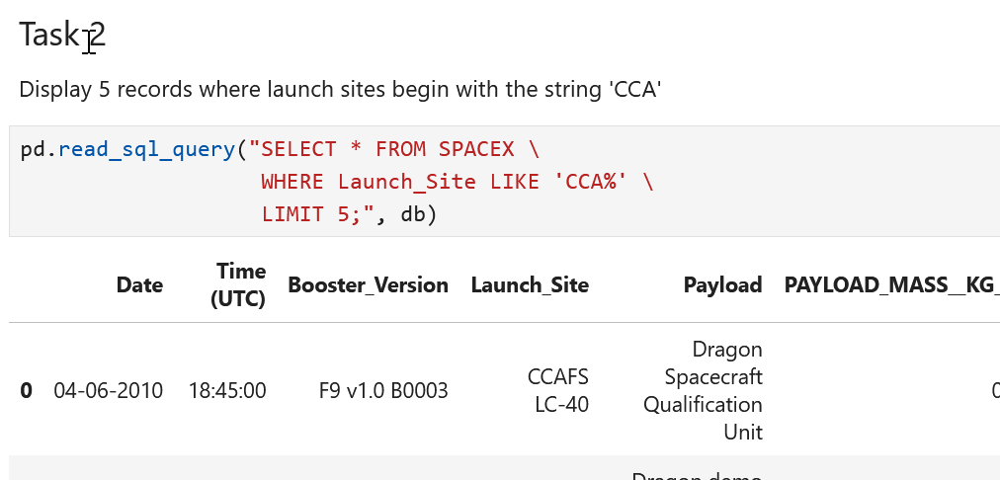 Task 2
Display 5 records where launch sites begin with the string 'CCA'
pd.read_sql_query("SELECT * FROM SPACEX \
WHERE Launch_Site LIKE 'CCA%' \
LIMIT 5;", db)
Date Time (UTC) Booster_Version Launch_Site Payload PAYLOAD_MASS__KG_
0 04-06-2010 18:45:00 F9 v1.0 B0003 CCAFS LC-40 Dragon Spacecraft Qualification Unit 0
Dragon demo